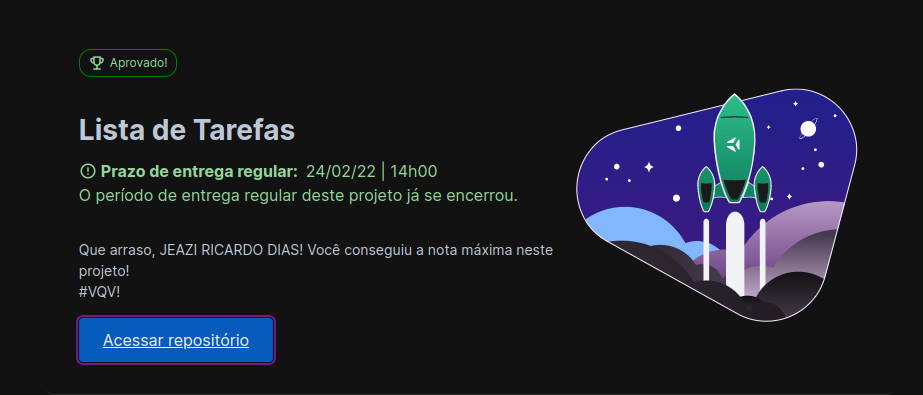 Aprovado!
Lista de Tarefas
Prazo de entrega regular: 24/02/22 | 14h00
O período de entrega regular deste projeto já se encerrou.
Que arraso, JEAZI RICARDO DIAS! Você conseguiu a nota máxima neste
projeto!
#VQV!
Acessar repositório